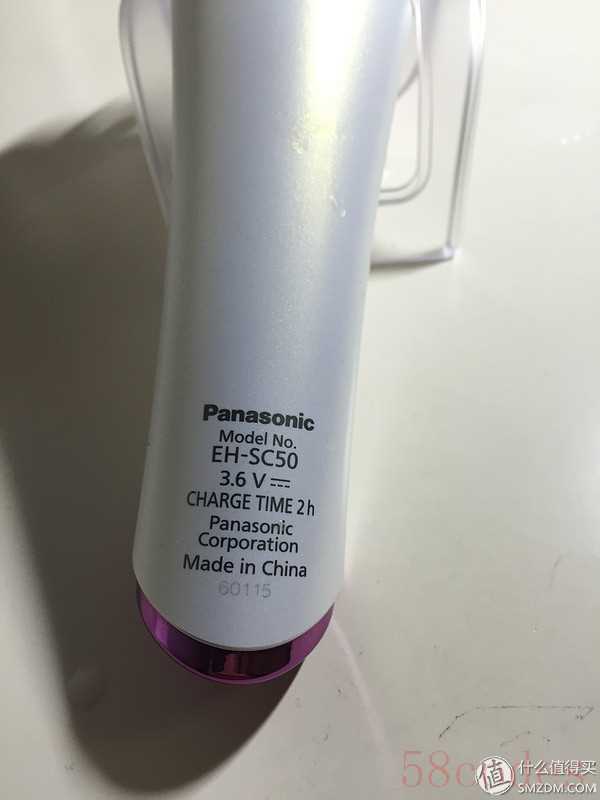 Panasonic
Model No.
EH-SC50
3.6 V ⎓
CHARGE TIME 2 h
Panasonic
Corporation
Made in China
60115
什么值得买
SMZDM.COM
值